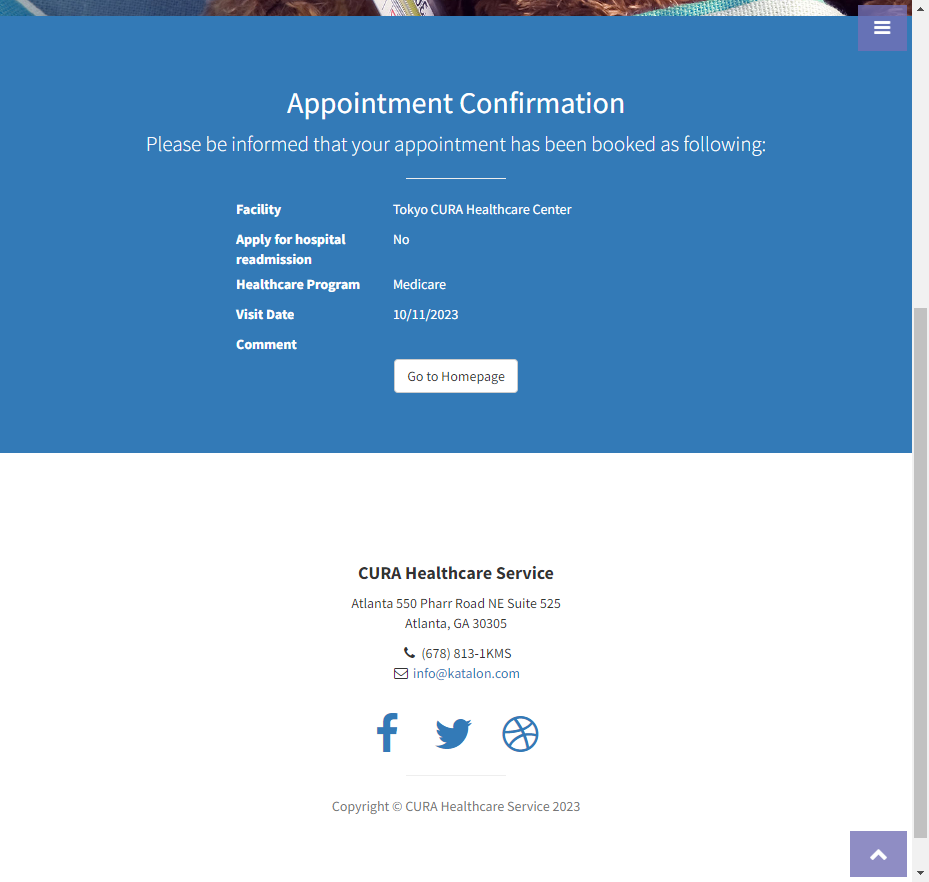 Appointment Confirmation
Please be informed that your appointment has been booked as following:
Facility Tokyo CURA Healthcare Center
Apply for hospital No
readmission
Healthcare Program Medicare
Visit Date 10/11/2023
Comment
Go to Homepage
CURA Healthcare Service
Atlanta 550 Pharr Road NE Suite 525
Atlanta, GA 30305
(678) 813-1KMS
info@katalon.com
Copyright © CURA Healthcare Service 2023